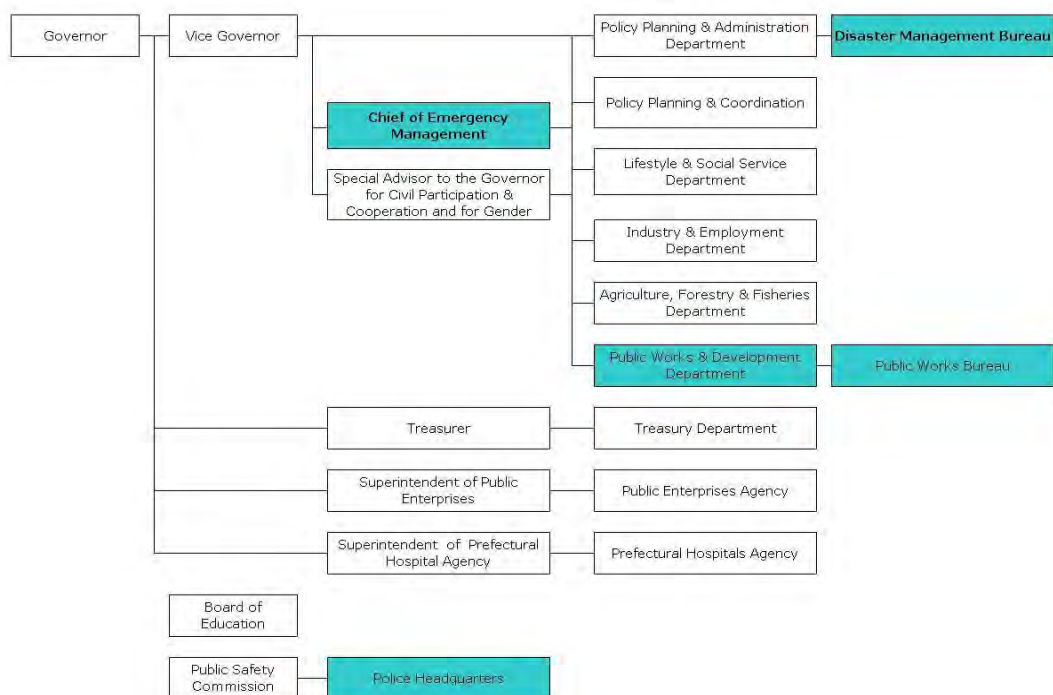 Governor
Vice Governor
Policy Planning & Administration
Department
Disaster Management Bureau
Chief of Emergency
Management
Policy Planning & Coordination
Special Advisor to the Governor
for Civil Participation &
Cooperation and for Gender
Lifestyle & Social Service
Department
Industry & Employment
Department
Agriculture, Forestry & Fisheries
Department
Public Works & Development
Department
Public Works Bureau
Treasurer
Treasury Department
Superintendent of Public
Enterprises
Public Enterprises Agency
Superintendent of Prefectural
Hospital Agency
Prefectural Hospitals Agency
Board of
Education
Public Safety
Commission
Police Headquarters